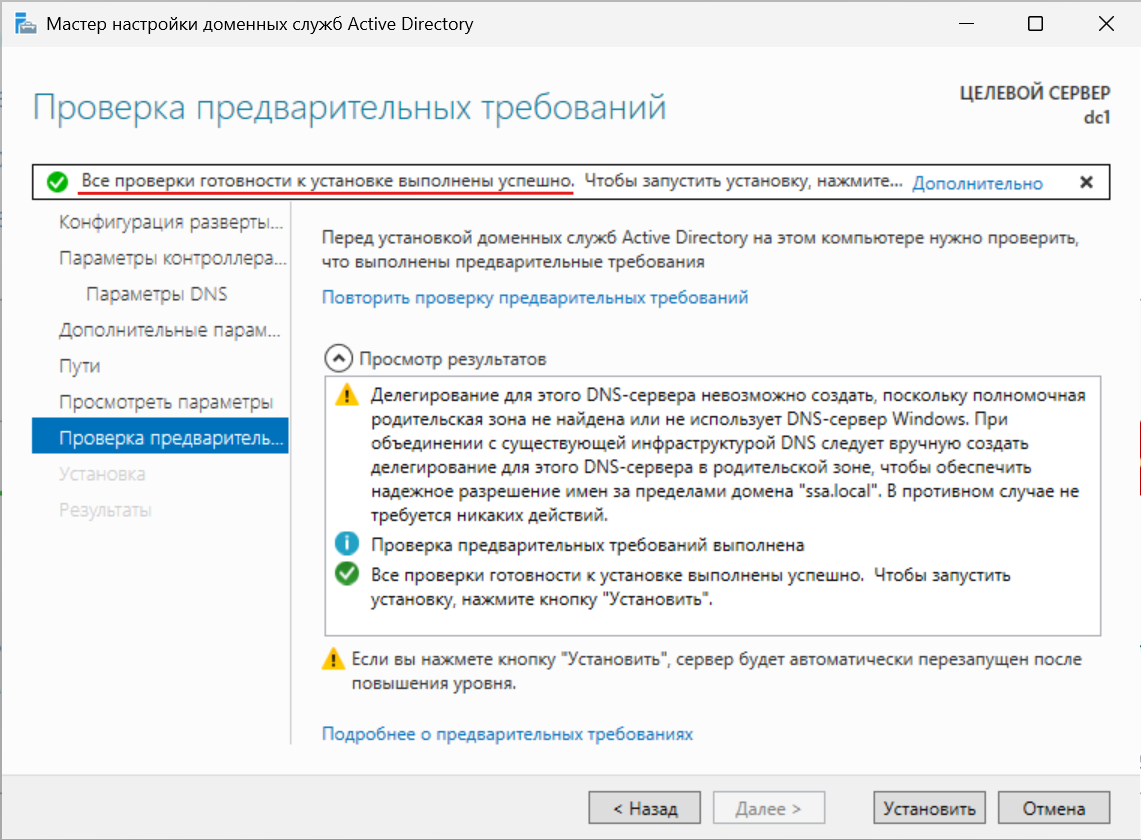 Мастер настройки доменных служб Active Directory
Проверка предварительных требований
ЦЕЛЕВОЙ СЕРВЕР
dc1
Все проверки готовности к установке выполнены успешно. Чтобы запустить установку, нажмите... Дополнительно
Конфигурация разверты...
Параметры контроллера...
Параметры DNS
Дополнительные парам...
Пути
Просмотреть параметры
Проверка предваритель...
Установка
Результаты
Перед установкой доменных служб Active Directory на этом компьютере нужно проверить,
что выполнены предварительные требования
Повторить проверку предварительных требований
Просмотр результатов
Делегирование для этого DNS-сервера невозможно создать, поскольку полномочная
родительская зона не найдена или не использует DNS-сервер Windows. При
объединении с существующей инфраструктурой DNS следует вручную создать
делегирование для этого DNS-сервера в родительской зоне, чтобы обеспечить
надежное разрешение имен за пределами домена "ssa.local". В противном случае не
требуется никаких действий.
Проверка предварительных требований выполнена
Все проверки готовности к установке выполнены успешно. Чтобы запустить
установку, нажмите кнопку "Установить".
Если вы нажмете кнопку "Установить", сервер будет автоматически перезапущен после
повышения уровня.
Подробнее о предварительных требованиях
< Назад
Далее >
Установить
Отмена